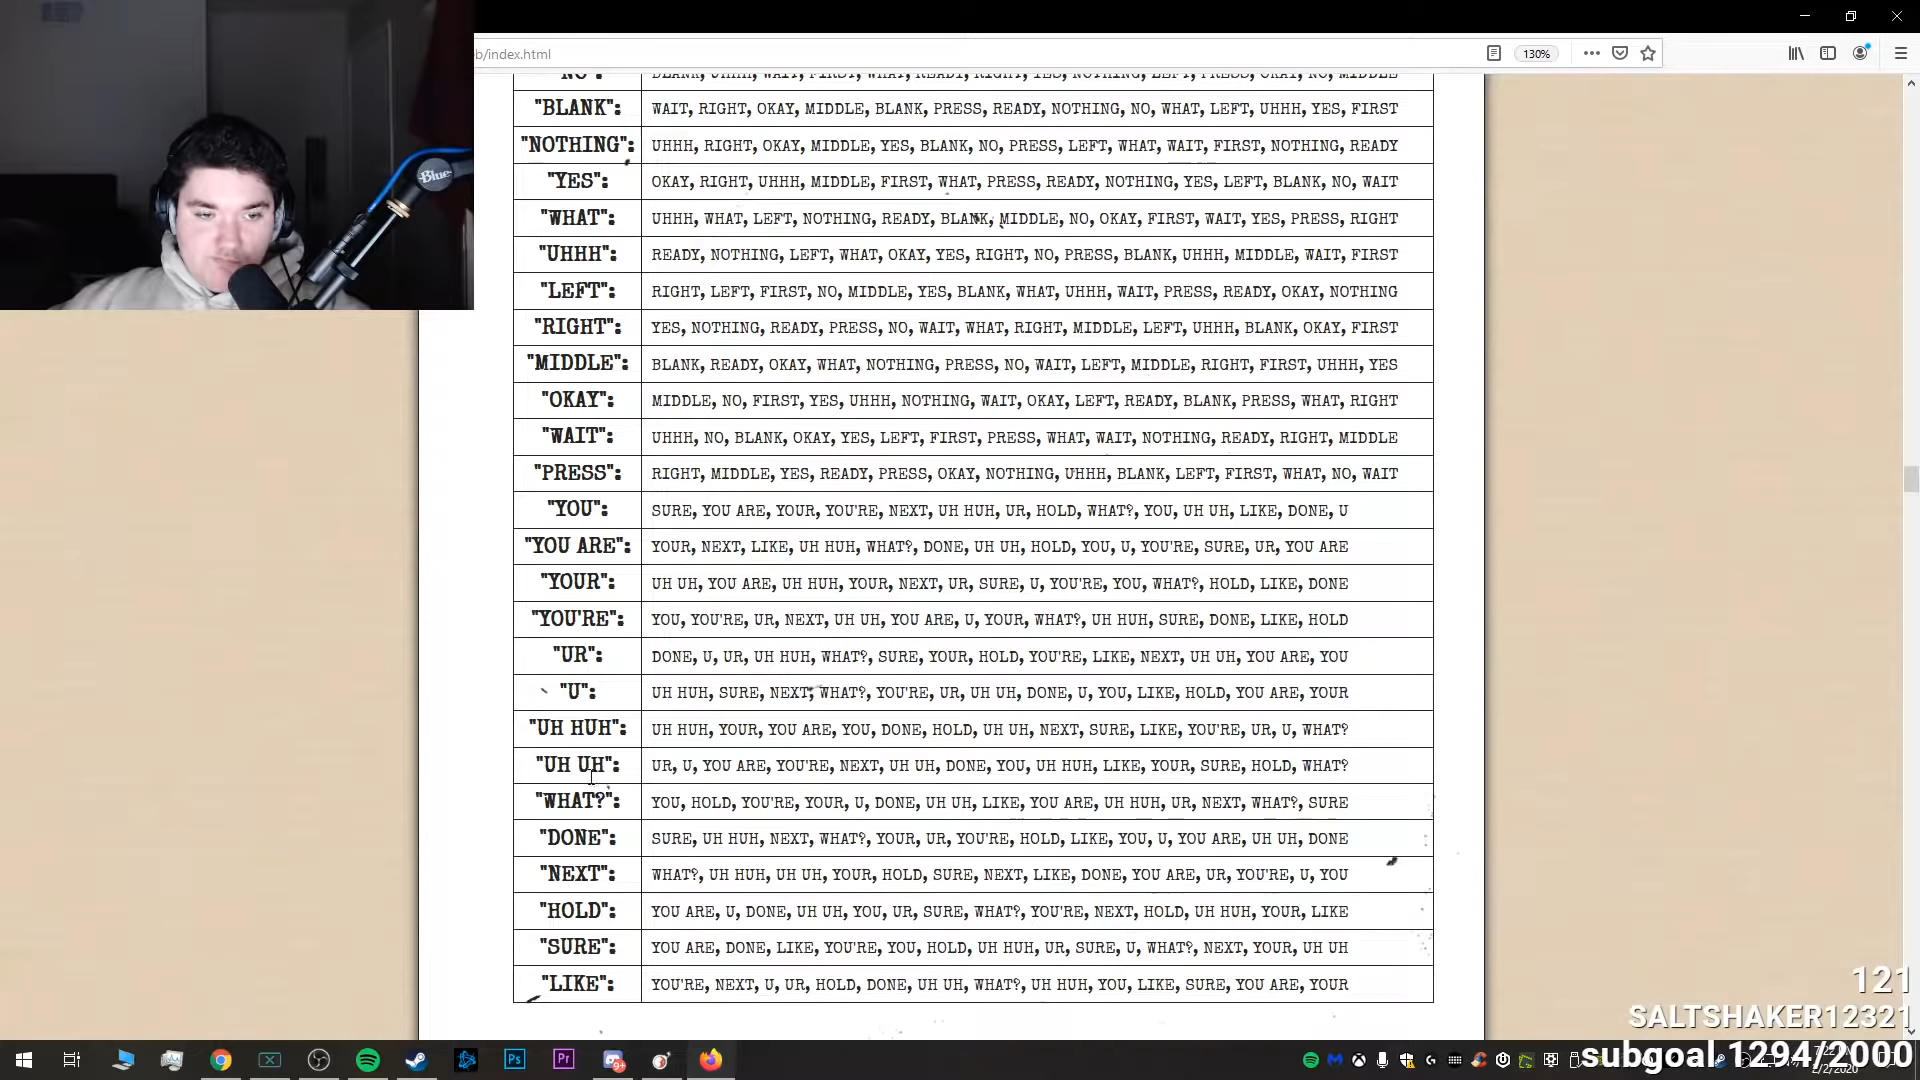 b/index.html
130%
"BLANK": WAIT, RIGHT, OKAY, MIDDLE, BLANK, PRESS, READY, NOTHING, NO, WHAT, LEFT, UHHH, YES, FIRST
"NOTHING": UHHH, RIGHT, OKAY, MIDDLE, YES, BLANK, NO, PRESS, LEFT, WHAT, WAIT, FIRST, NOTHING, READY
"YES": OKAY, RIGHT, UHHH, MIDDLE, FIRST, WHAT, PRESS, READY, NOTHING, YES, LEFT, BLANK, NO, WAIT
"WHAT": UHHH, WHAT, LEFT, NOTHING, READY, BLANK, MIDDLE, NO, OKAY, FIRST, WAIT, YES, PRESS, RIGHT
"UHHH": READY, NOTHING, LEFT, WHAT, OKAY, YES, RIGHT, NO, PRESS, BLANK, UHHH, MIDDLE, WAIT, FIRST
"LEFT": RIGHT, LEFT, FIRST, NO, MIDDLE, YES, BLANK, WHAT, UHHH, WAIT, PRESS, READY, OKAY, NOTHING
"RIGHT": YES, NOTHING, READY, PRESS, NO, WAIT, WHAT, RIGHT, MIDDLE, LEFT, UHHH, BLANK, OKAY, FIRST
"MIDDLE": BLANK, READY, OKAY, WHAT, NOTHING, PRESS, NO, WAIT, LEFT, MIDDLE, RIGHT, FIRST, UHHH, YES
"OKAY": MIDDLE, NO, FIRST, YES, UHHH, NOTHING, WAIT, OKAY, LEFT, READY, BLANK, PRESS, WHAT, RIGHT
"WAIT": UHHH, NO, BLANK, OKAY, YES, LEFT, FIRST, PRESS, WHAT, WAIT, NOTHING, READY, RIGHT, MIDDLE
"PRESS": RIGHT, MIDDLE, YES, READY, PRESS, OKAY, NOTHING, UHHH, BLANK, LEFT, FIRST, WHAT, NO, WAIT
"YOU": SURE, YOU ARE, YOUR, YOU'RE, NEXT, UH HUH, UR, HOLD, WHAT?, YOU, UH UH, LIKE, DONE, U
"YOU ARE": YOUR, NEXT, LIKE, UH HUH, WHAT?, DONE, UH UH, HOLD, YOU, U, YOU'RE, SURE, UR, YOU ARE
"YOUR": UH UH, YOU ARE, UH HUH, YOUR, NEXT, UR, SURE, U, YOU'RE, YOU, WHAT?, HOLD, LIKE, DONE
"YOU'RE": YOU, YOU'RE, UR, NEXT, UH UH, YOU ARE, U, YOUR, WHAT?, UH HUH, SURE, DONE, LIKE, HOLD
"UR": DONE, U, UR, UH HUH, WHAT?, SURE, YOUR, HOLD, YOU'RE, LIKE, NEXT, UH UH, YOU ARE, YOU
"U": UH HUH, SURE, NEXT, WHAT?, YOU'RE, UR, UH UH, DONE, U, YOU, LIKE, HOLD, YOU ARE, YOUR
"UH HUH": UH HUH, YOUR, YOU ARE, YOU, DONE, HOLD, UH UH, NEXT, SURE, LIKE, YOU'RE, UR, U, WHAT?
"UH UH": UR, U, YOU ARE, YOU'RE, NEXT, UH UH, DONE, YOU, UH HUH, LIKE, YOUR, SURE, HOLD, WHAT?
"WHAT?": YOU, HOLD, YOU'RE, YOUR, U, DONE, UH UH, LIKE, YOU ARE, UH HUH, UR, NEXT, WHAT?, SURE
"DONE": SURE, UH HUH, NEXT, WHAT?, YOUR, UR, YOU'RE, HOLD, LIKE, YOU, U, YOU ARE, UH UH, DONE
"NEXT": WHAT?, UH HUH, UH UH, YOUR, HOLD, SURE, NEXT, LIKE, DONE, YOU ARE, UR, YOU'RE, U, YOU
"HOLD": YOU ARE, U, DONE, UH UH, YOU, UR, SURE, WHAT?, YOU'RE, NEXT, HOLD, UH HUH, YOUR, LIKE
"SURE": YOU ARE, DONE, LIKE, YOU'RE, YOU, HOLD, UH HUH, UR, SURE, U, WHAT?, NEXT, YOUR, UH UH
"LIKE": YOU'RE, NEXT, U, UR, HOLD, DONE, UH UH, WHAT?, UH HUH, YOU, LIKE, SURE, YOU ARE, YOUR
Blue
121
SALTSHAKER12321
subgoal 1294/2000
2/2/2020